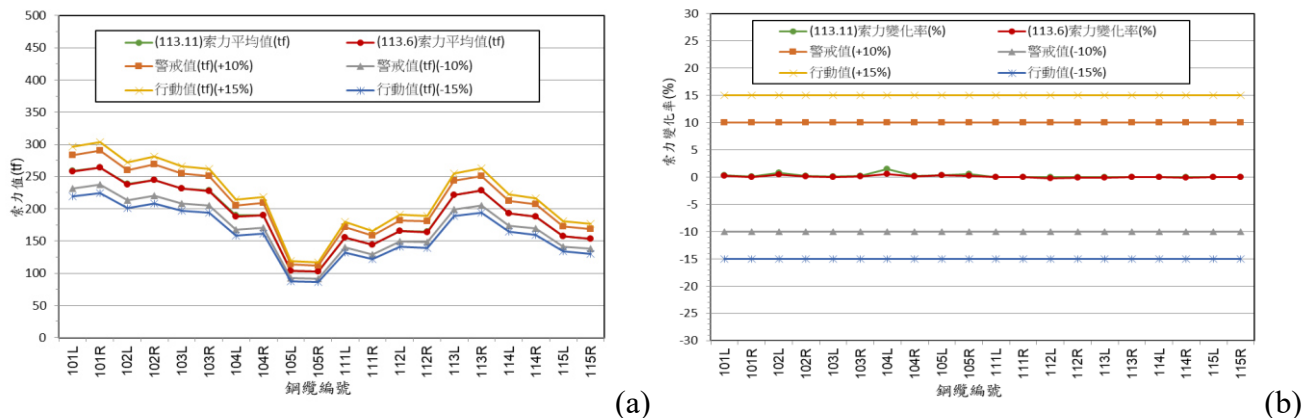 500
450
400
350
300
250
200
150
100
50
0
索力值(tf)
(113.11)索力平均值(tf)
(113.6)索力平均值(tf)
警戒值(tf)(+10%)
警戒值(tf)(-10%)
行動值(tf)(+15%)
行動值(tf)(-15%)
101L
101R
102L
102R
103L
103R
104L
104R
105L
105R
111L
111R
112L
112R
113L
113R
114L
114R
115L
115R
鋼纜編號
(a)
30
25
20
15
10
5
0
-5
-10
-15
-20
-25
-30
索力變化率(%)
(113.11)索力變化率(%)
(113.6)索力變化率(%)
警戒值(+10%)
警戒值(-10%)
行動值(+15%)
行動值(-15%)
101L
101R
102L
102R
103L
103R
104L
104R
105L
105R
111L
111R
112L
112R
113L
113R
114L
114R
115L
115R
鋼纜編號
(b)